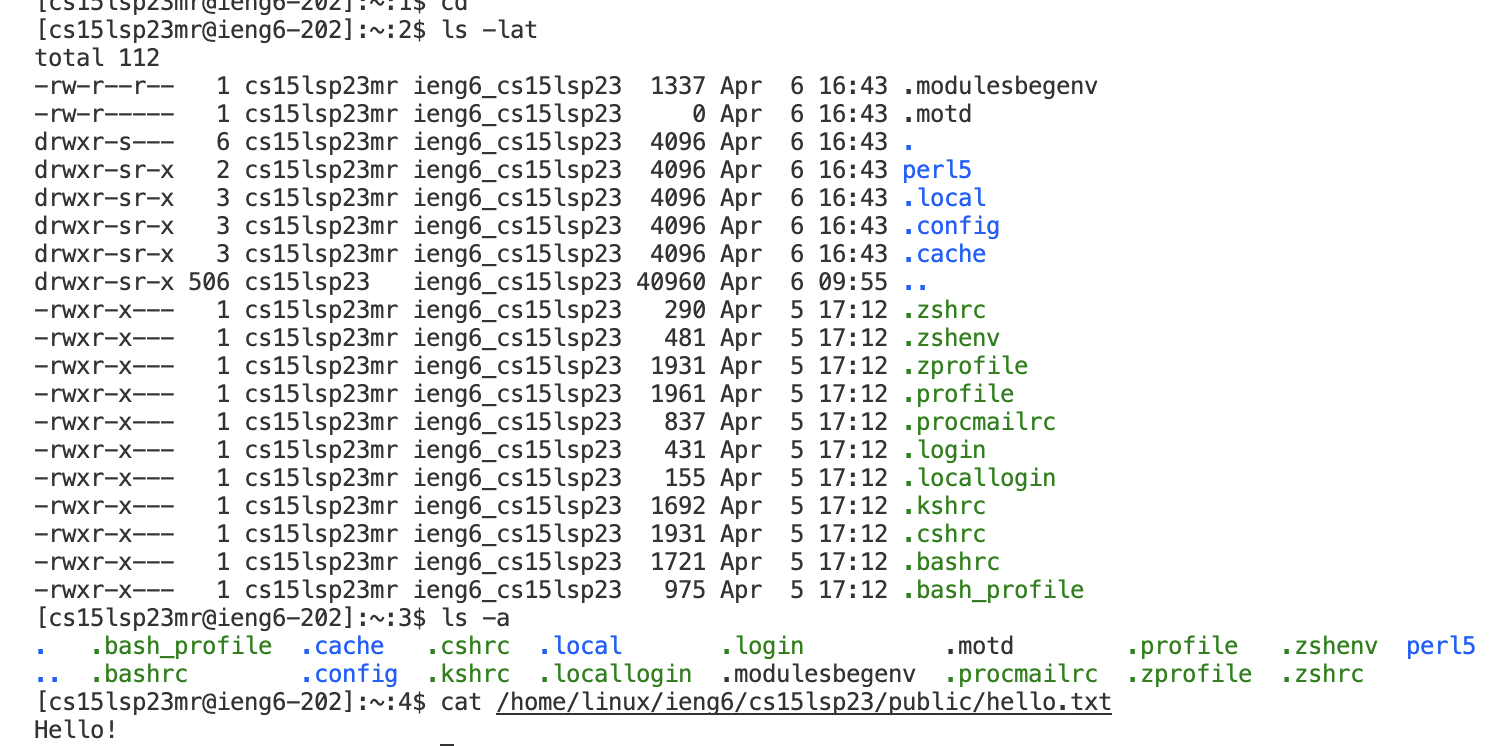 [cs15lsp23mr@ieng6-202]:~:1$ cd
[cs15lsp23mr@ieng6-202]:~:2$ ls -lat
total 112
-rw-r--r--   1 cs15lsp23mr ieng6_cs15lsp23  1337 Apr  6 16:43 .modulesbegenv
-rw-r-----   1 cs15lsp23mr ieng6_cs15lsp23     0 Apr  6 16:43 .motd
drwxr-s---   6 cs15lsp23mr ieng6_cs15lsp23  4096 Apr  6 16:43 .
drwxr-sr-x   2 cs15lsp23mr ieng6_cs15lsp23  4096 Apr  6 16:43 perl5
drwxr-sr-x   3 cs15lsp23mr ieng6_cs15lsp23  4096 Apr  6 16:43 .local
drwxr-sr-x   3 cs15lsp23mr ieng6_cs15lsp23  4096 Apr  6 16:43 .config
drwxr-sr-x   3 cs15lsp23mr ieng6_cs15lsp23  4096 Apr  6 16:43 .cache
drwxr-sr-x 506 cs15lsp23   ieng6_cs15lsp23 40960 Apr  6 09:55 ..
-rwxr-x---   1 cs15lsp23mr ieng6_cs15lsp23   290 Apr  5 17:12 .zshrc
-rwxr-x---   1 cs15lsp23mr ieng6_cs15lsp23   481 Apr  5 17:12 .zshenv
-rwxr-x---   1 cs15lsp23mr ieng6_cs15lsp23  1931 Apr  5 17:12 .zprofile
-rwxr-x---   1 cs15lsp23mr ieng6_cs15lsp23  1961 Apr  5 17:12 .profile
-rwxr-x---   1 cs15lsp23mr ieng6_cs15lsp23   837 Apr  5 17:12 .procmailrc
-rwxr-x---   1 cs15lsp23mr ieng6_cs15lsp23   431 Apr  5 17:12 .login
-rwxr-x---   1 cs15lsp23mr ieng6_cs15lsp23   155 Apr  5 17:12 .locallogin
-rwxr-x---   1 cs15lsp23mr ieng6_cs15lsp23  1692 Apr  5 17:12 .kshrc
-rwxr-x---   1 cs15lsp23mr ieng6_cs15lsp23  1931 Apr  5 17:12 .cshrc
-rwxr-x---   1 cs15lsp23mr ieng6_cs15lsp23  1721 Apr  5 17:12 .bashrc
-rwxr-x---   1 cs15lsp23mr ieng6_cs15lsp23   975 Apr  5 17:12 .bash_profile
[cs15lsp23mr@ieng6-202]:~:3$ ls -a
.   .bash_profile  .cache   .cshrc  .local       .login          .motd        .profile   .zshenv  perl5
..  .bashrc        .config  .kshrc  .locallogin  .modulesbegenv  .procmailrc  .zprofile  .zshrc
[cs15lsp23mr@ieng6-202]:~:4$ cat /home/linux/ieng6/cs15lsp23/public/hello.txt
Hello!